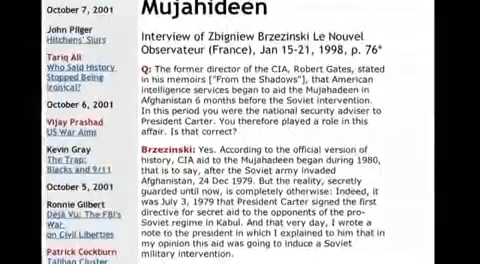 October 7, 2001
John Pilger
Hitchens' Slurs
Tariq Ali
Who Said History
Stopped Being
Ironical?
October 6, 2001
Vijay Prashad
US War Aims
Kevin Gray
The Trap:
Blacks and 9/11
October 5, 2001
Ronnie Gilbert
Deja Vu: The FBI's
War
on Civil Liberties
Patrick Cockburn
Taliban Cluster
Mujahideen
Interview of Zbigniew Brzezinski Le Nouvel
Observateur (France), Jan 15-21, 1998, p. 76*
Q: The former director of the CIA, Robert Gates, stated
in his memoirs ["From the Shadows"], that American
intelligence services began to aid the Mujahadeen in
Afghanistan 6 months before the Soviet intervention.
In this period you were the national security adviser to
President Carter. You therefore played a role in this
affair. Is that correct?
Brzezinski: Yes. According to the official version of
history, CIA aid to the Mujahadeen began during 1980,
that is to say, after the Soviet army invaded
Afghanistan, 24 Dec 1979. But the reality, secretly
guarded until now, is completely otherwise: Indeed, it
was July 3, 1979 that President Carter signed the first
directive for secret aid to the opponents of the pro-
Soviet regime in Kabul. And that very day, I wrote a
note to the president in which I explained to him that in
my opinion this aid was going to induce a Soviet
military intervention.